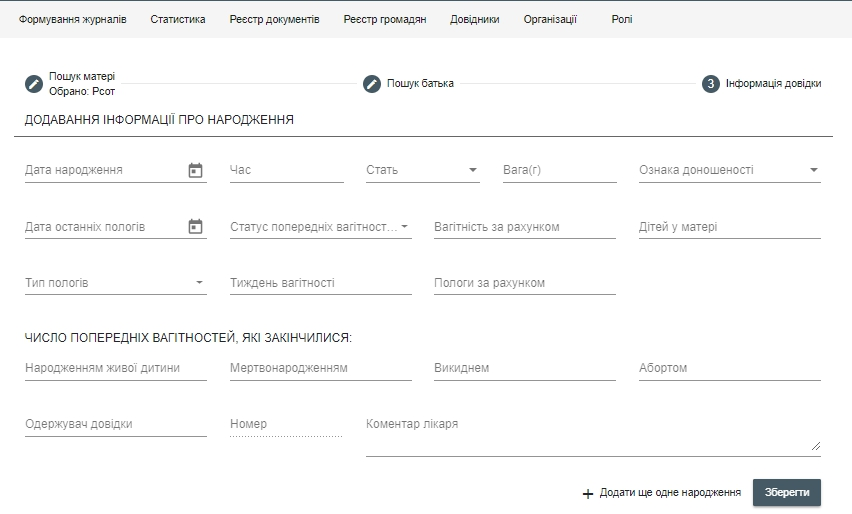 Формування журналів Статистика Реєстр документів Реєстр громадян Довідники Організації Ролі
Пошук матері
Обрано: Рсот
Пошук батька
3 Інформація довідки
ДОДАВАННЯ ІНФОРМАЦІЇ ПРО НАРОДЖЕННЯ
Дата народження Час Стать Вага(г) Ознака доношеності
Дата останніх пологів Статус попередніх вагітност... Вагітність за рахунком Дітей у матері
Тип пологів Тиждень вагітності Пологи за рахунком
ЧИСЛО ПОПЕРЕДНІХ ВАГІТНОСТЕЙ, ЯКІ ЗАКІНЧИЛИСЯ:
Народженням живої дитини Мертвонародженням Викиднем Абортом
Одержувач довідки Номер Коментар лікаря
+ Додати ще одне народження Зберегти